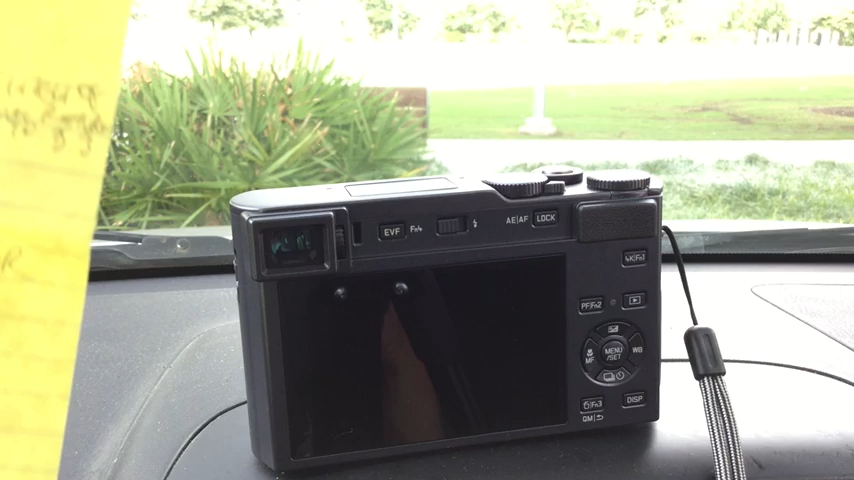 EVF Fn4
AE|AF LOCK
4K|Fn1
PF|Fn2
MF
MENU
/SET
WB
Fn3
DISP
QM|